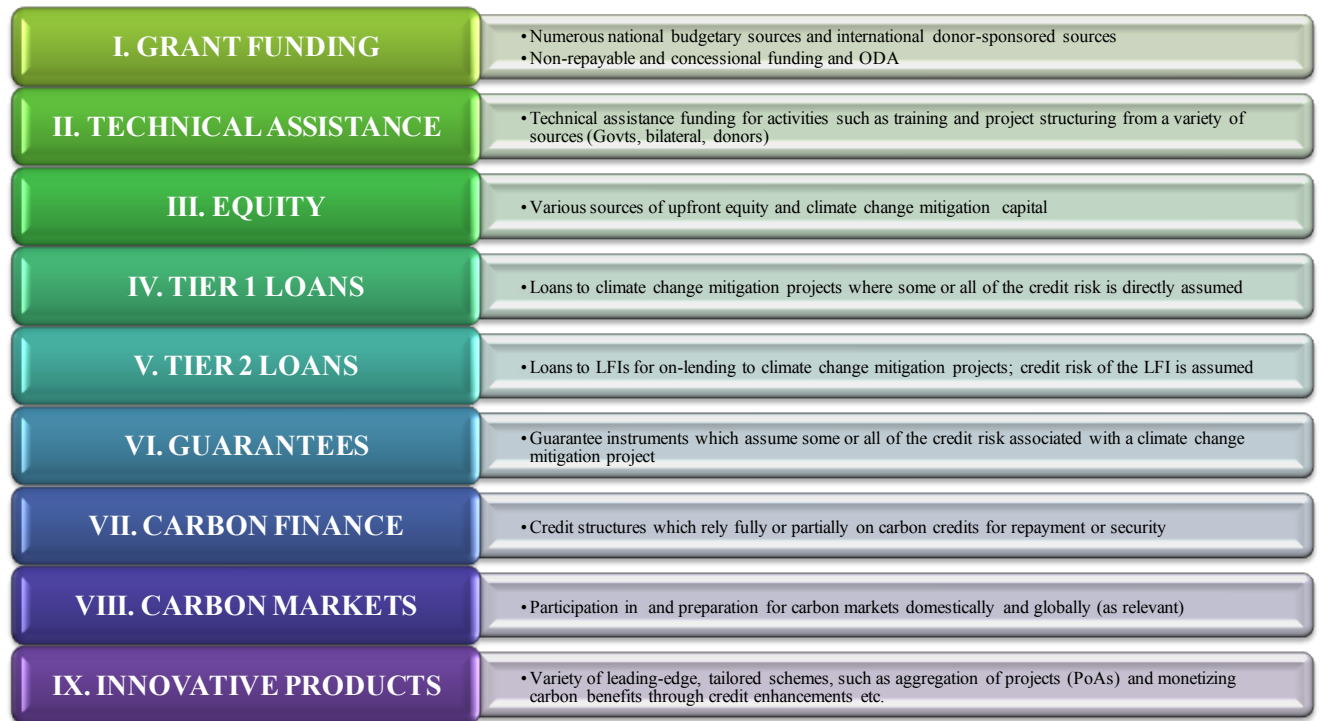 I. GRANT FUNDING
•Numerous national budgetary sources and international donor-sponsored sources
•Non-repayable and concessional funding and ODA
II. TECHNICAL ASSISTANCE
•Technical assistance funding for activities such as training and project structuring from a variety of
sources (Govts, bilateral, donors)
III. EQUITY
•Various sources of upfront equity and climate change mitigation capital
IV. TIER 1 LOANS
•Loans to climate change mitigation projects where some or all of the credit risk is directly assumed
V. TIER 2 LOANS
•Loans to LFIs for on-lending to climate change mitigation projects; credit risk of the LFI is assumed
VI. GUARANTEES
•Guarantee instruments which assume some or all of the credit risk associated with a climate change
mitigation project
VII. CARBON FINANCE
•Credit structures which rely fully or partially on carbon credits for repayment or security
VIII. CARBON MARKETS
•Participation in and preparation for carbon markets domestically and globally (as relevant)
IX. INNOVATIVE PRODUCTS
•Variety of leading-edge, tailored schemes, such as aggregation of projects (PoAs) and monetizing
carbon benefits through credit enhancements etc.